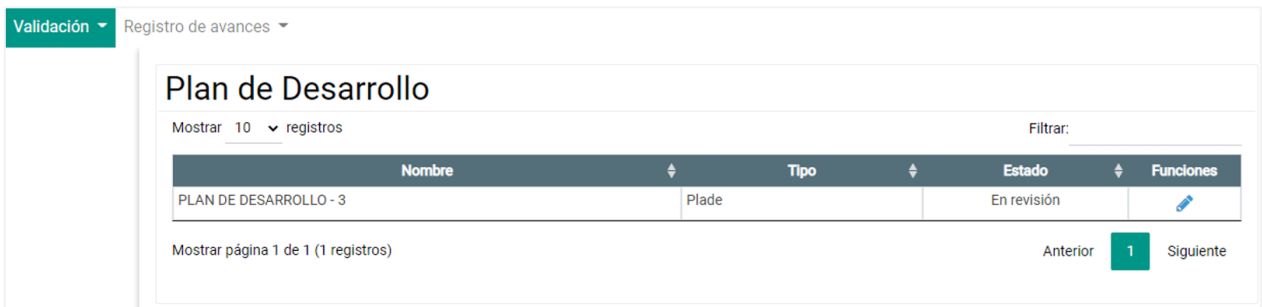 Validación Registro de avances
Plan de Desarrollo
Mostrar 10 registros Filtrar:
Nombre Tipo Estado Funciones
PLAN DE DESARROLLO - 3 Plade En revisión
Mostrar página 1 de 1 (1 registros) Anterior 1 Siguiente